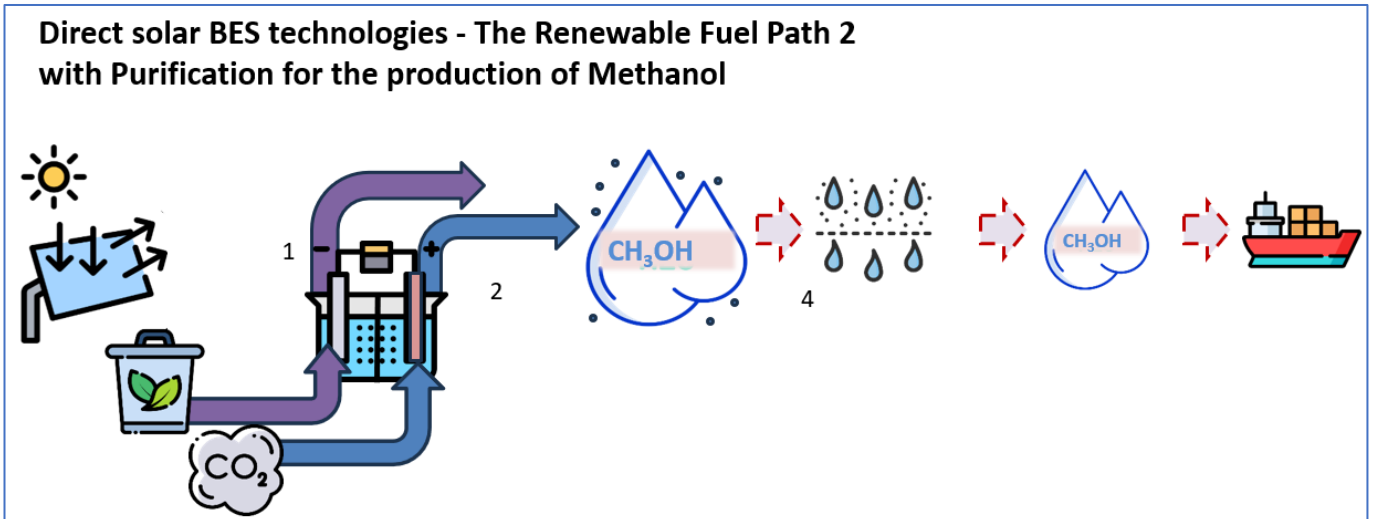 Direct solar BES technologies - The Renewable Fuel Path 2
with Purification for the production of Methanol
1
-
+
2
CH₃OH
4
CH₃OH
CO₂